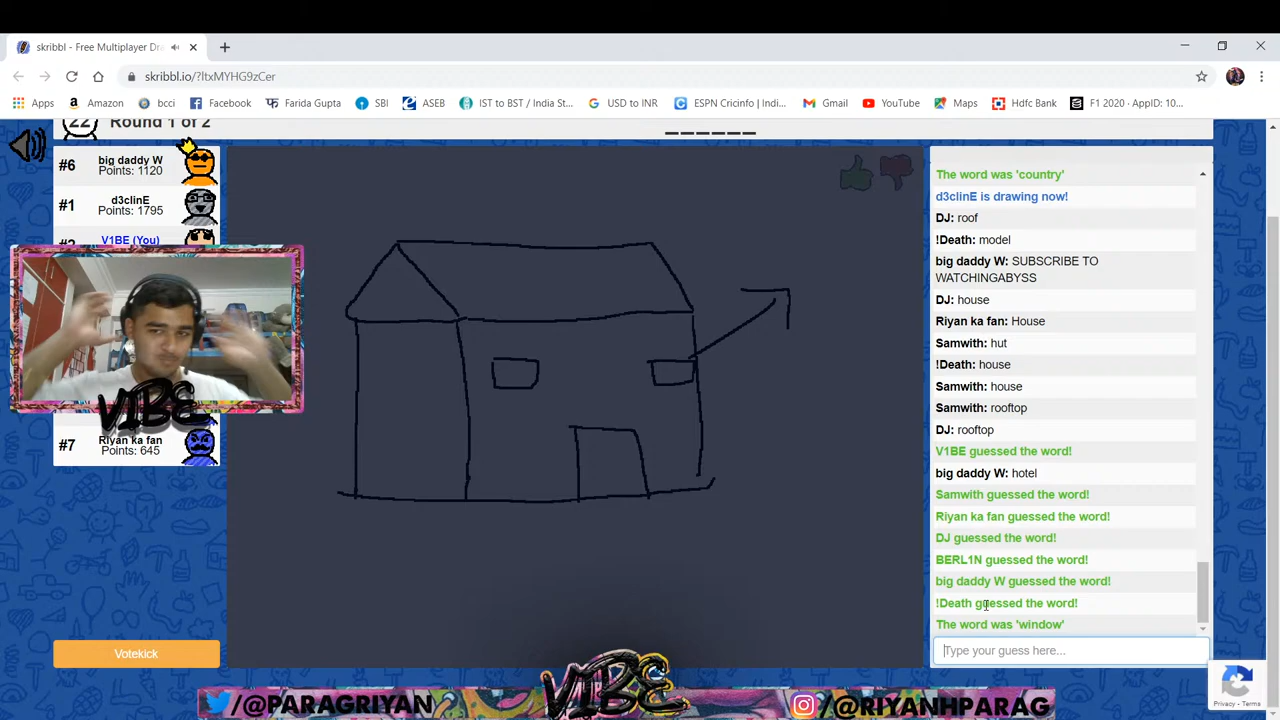 skribbl - Free Multiplayer Dra
skribbl.io/?ltxMYHG9zCer
Apps Amazon bcci Facebook Farida Gupta SBI ASEB IST to BST / India St... USD to INR ESPN Cricinfo | Indi... Gmail YouTube Maps Hdfc Bank F1 2020 - AppID: 10...
22 Round 1 of 2
#6 big daddy W
Points: 1120
#1 d3clinE
Points: 1795
V1BE (You)
VIBE
#7 Riyan ka fan
Points: 645
Votekick
The word was 'country'
d3clinE is drawing now!
DJ: roof
!Death: model
big daddy W: SUBSCRIBE TO
WATCHINGABYSS
DJ: house
Riyan ka fan: House
Samwith: hut
!Death: house
Samwith: house
Samwith: rooftop
DJ: rooftop
V1BE guessed the word!
big daddy W: hotel
Samwith guessed the word!
Riyan ka fan guessed the word!
DJ guessed the word!
BERL1N guessed the word!
big daddy W guessed the word!
!Death guessed the word!
The word was 'window'
Type your guess here...
Privacy - Terms
/@PARAGRIYAN
VIBE
/@RIYANH.PARAG